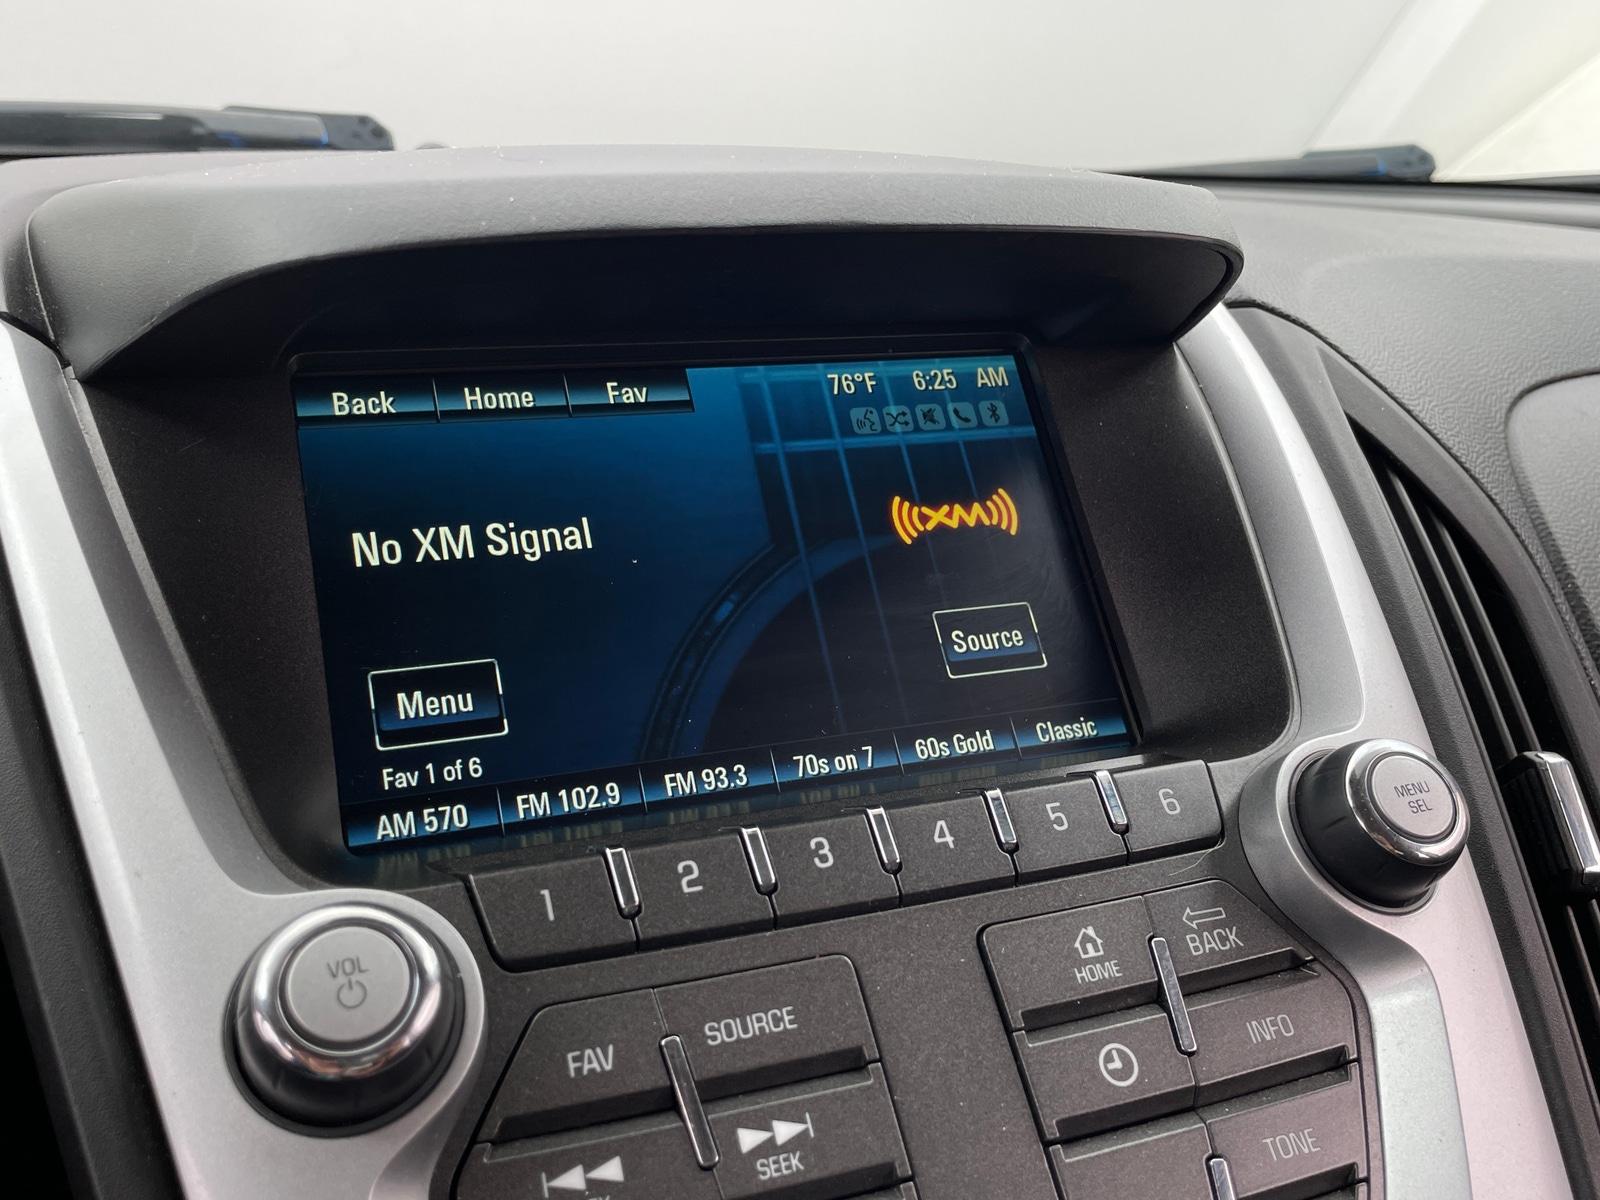 Back Home Fav 76°F 6:25 AM
No XM Signal
XM
Source
Menu
Fav 1 of 6
AM 570 FM 102.9 FM 93.3 70s on 7 60s Gold Classic
1 2 3 4 5 6
MENU
SEL
VOL
HOME
BACK
FAV
SOURCE
INFO
SEEK
TONE